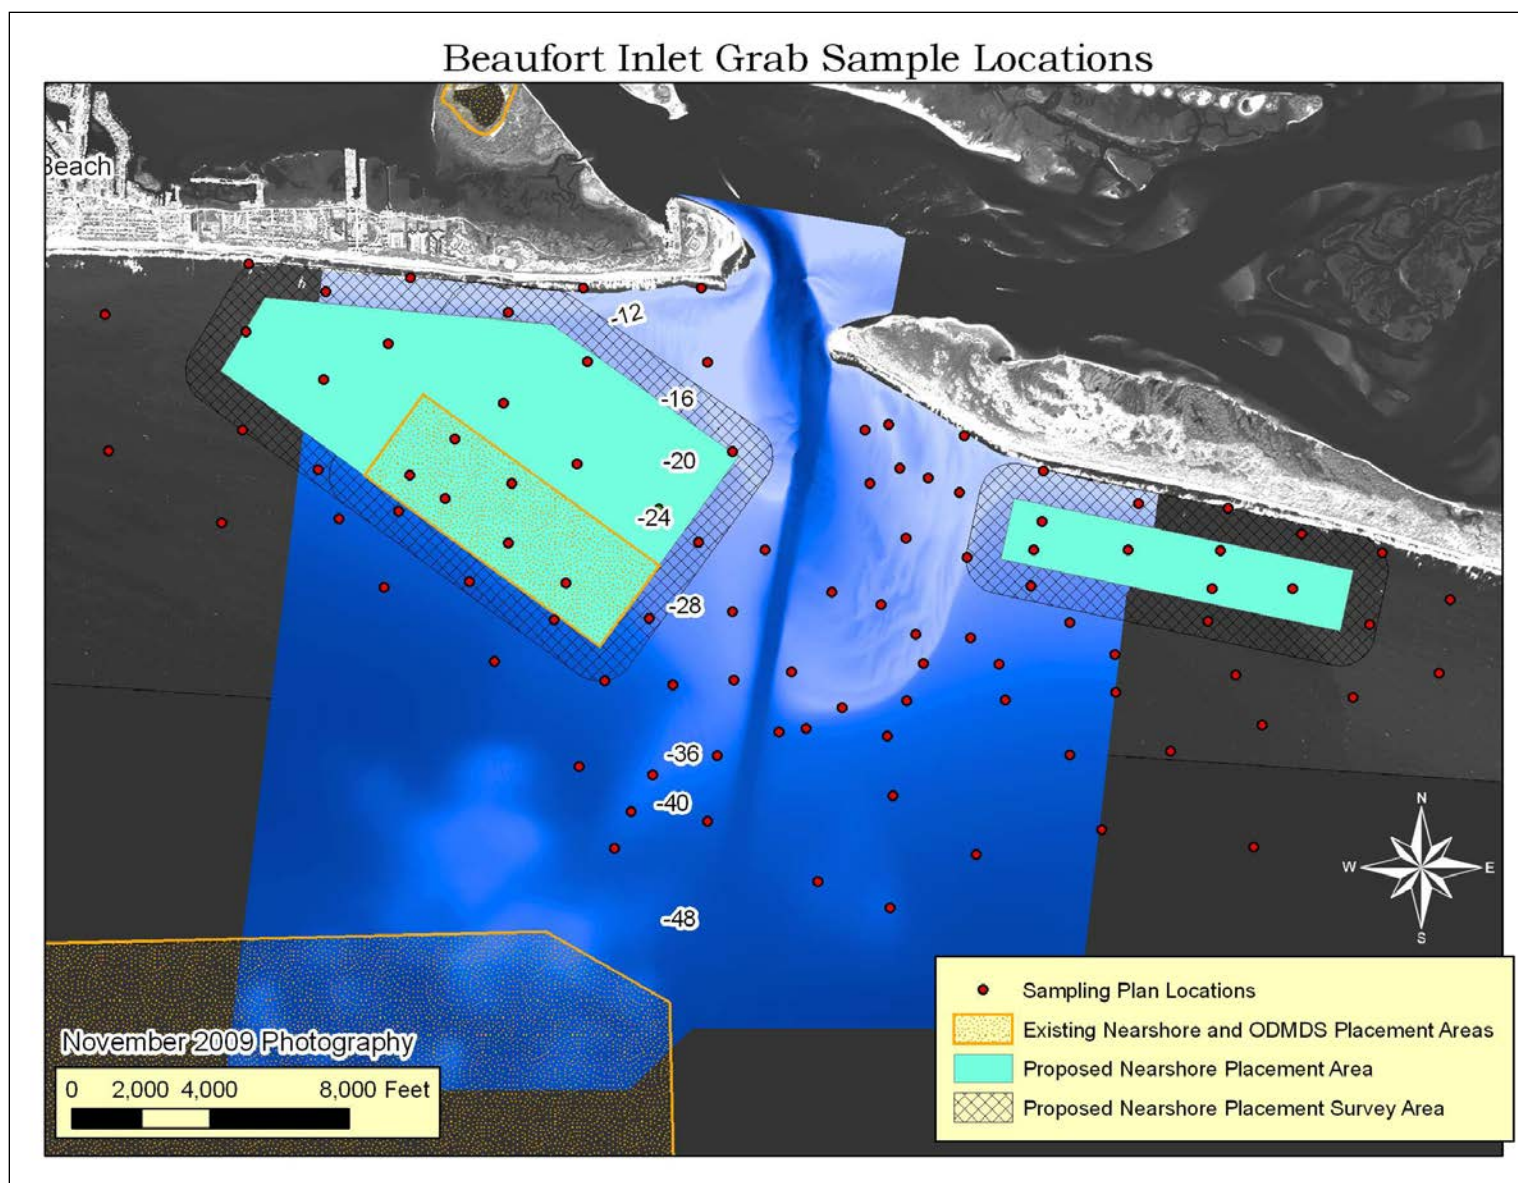 Beaufort Inlet Grab Sample Locations
Beach
-12
-16
-20
-24
-28
-36
-40
-48
N
W E
S
November 2009 Photography
0 2,000 4,000 8,000 Feet
Sampling Plan Locations
Existing Nearshore and ODMDS Placement Areas
Proposed Nearshore Placement Area
Proposed Nearshore Placement Survey Area